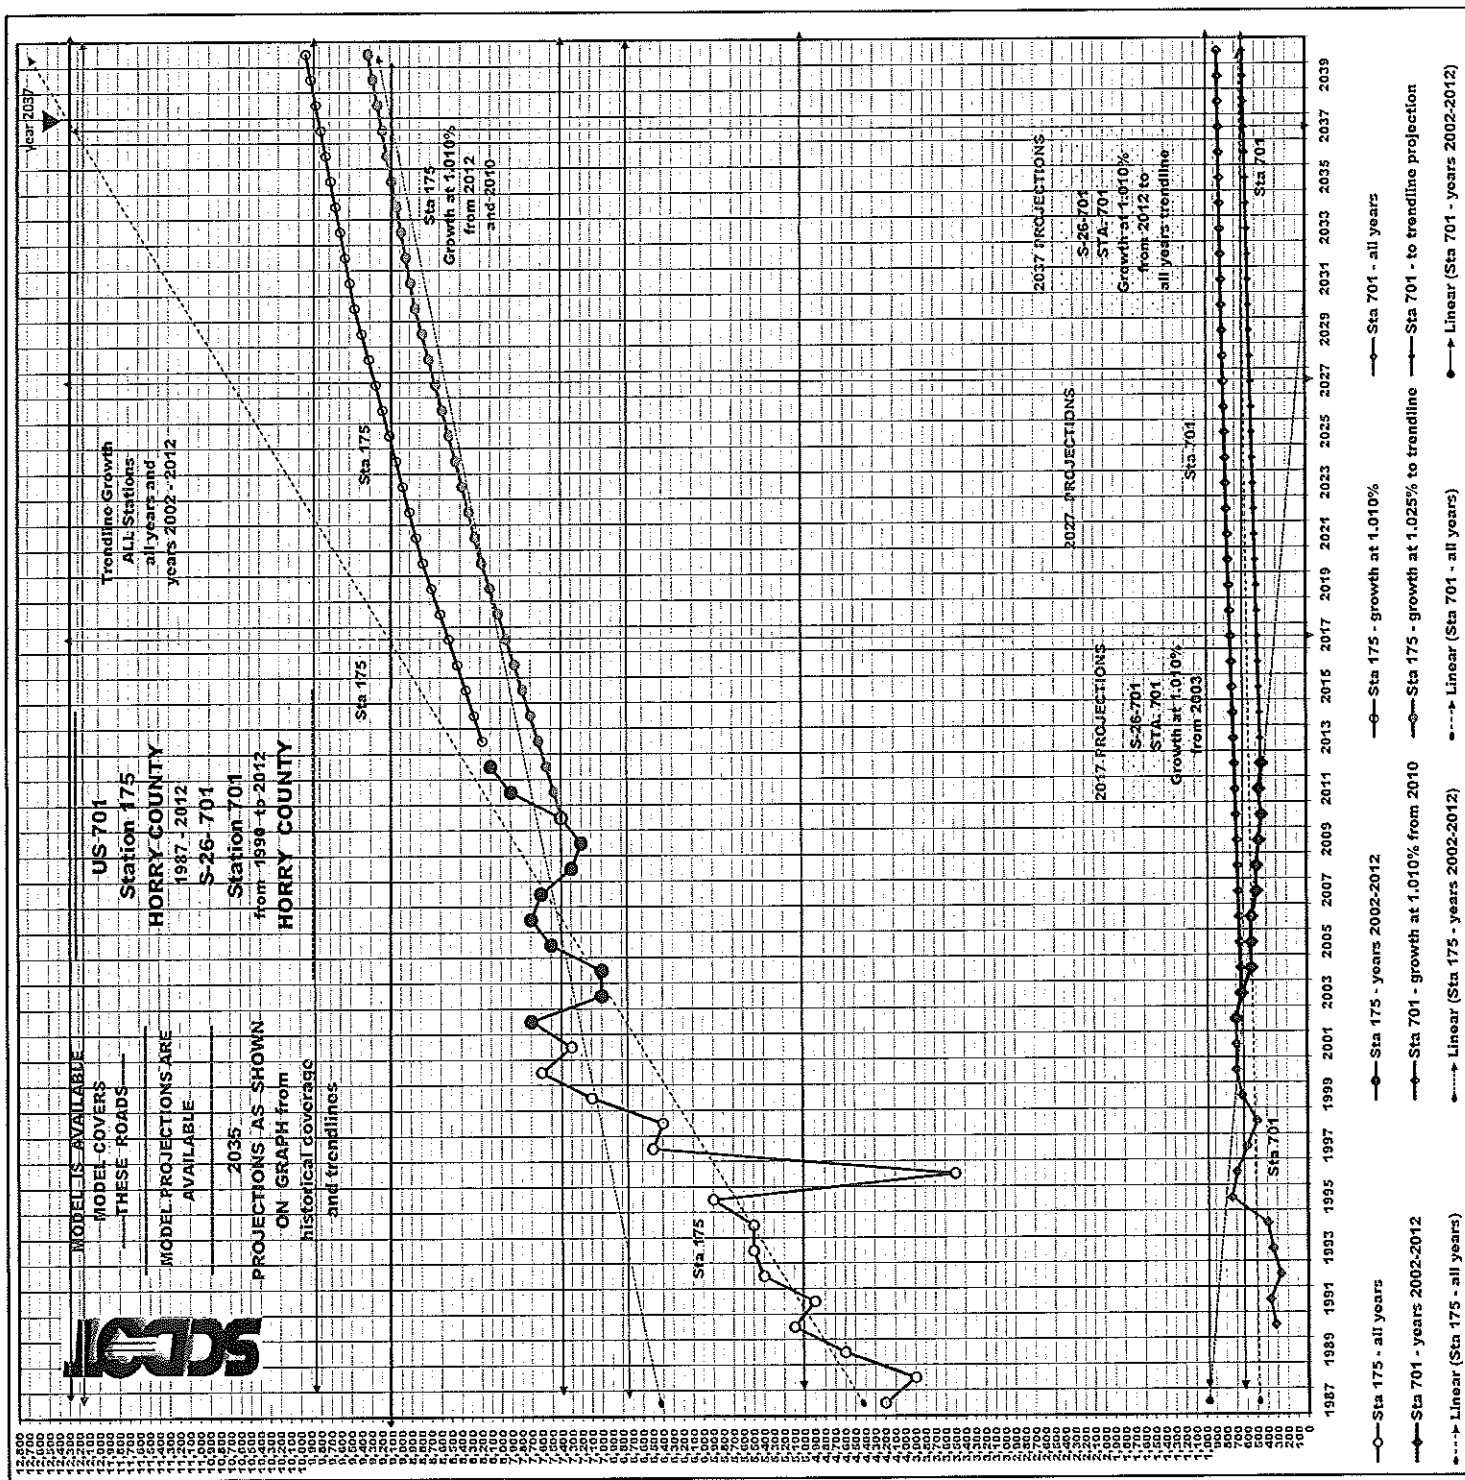 MODEL IS AVAILABLE
MODEL COVERS
THESE ROADS
MODEL PROJECTIONS ARE
AVAILABLE
2035
PROJECTIONS AS SHOWN
ON GRAPH from
historical coverage
and trendlines
US-701
Station 175
HORRY COUNTY
1987 - 2012
S-26-701
Station 701
from 1990 to 2012
HORRY COUNTY
Trendline Growth
ALL Stations
all years and
years 2002 - 2012
year 2037
Sta 175
Sta 175
Sta 175
Sta 175
Growth at 1.010%
from 2012
and 2010
2017 PROJECTIONS
S-26-701
STA. 701
Growth at 1.010%
from 2003
2027 PROJECTIONS
2037 PROJECTIONS
S-26-701
STA. 701
Growth at 1.010%
from 2012 to
all years trendline
Sta 701
Sta 701
Sta 701
1987 1989 1991 1993 1995 1997 1999 2001 2003 2005 2007 2009 2011 2013 2015 2017 2019 2021 2023 2025 2027 2029 2031 2033 2035 2037 2039
Sta 175 - all years
Sta 175 - years 2002-2012
Sta 175 - growth at 1.010%
Sta 701 - all years
Sta 701 - years 2002-2012
Sta 701 - growth at 1.010% from 2010
Sta 175 - growth at 1.025% to trendline
Sta 701 - to trendline projection
Linear (Sta 175 - all years)
Linear (Sta 175 - years 2002-2012)
Linear (Sta 701 - all years)
Linear (Sta 701 - years 2002-2012)